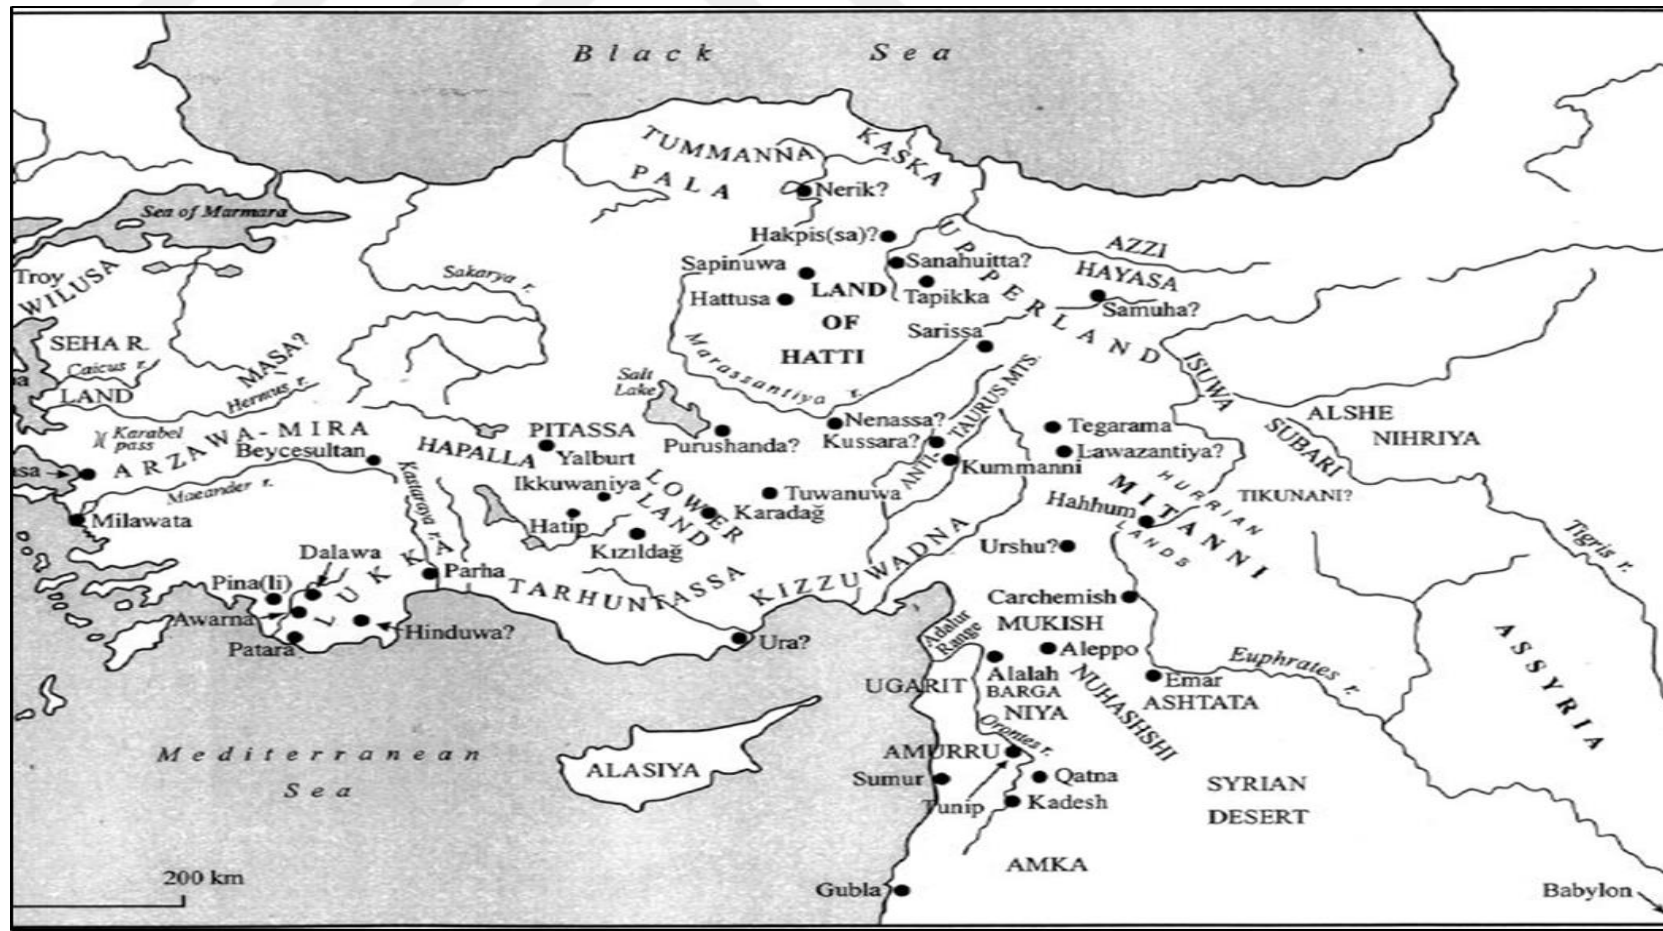 Black Sea
TUMMANNA
KASKA
PALA
Nerik?
Sea of Marmara
Hakpis(sa)?
UPPER LAND
AZZI
HAYASA
Troy
WILUSA
Sakarya r.
Sapinuwa
Sanahuitta?
Hattusa
LAND
OF
HATTI
Tapikka
Samuha?
Sarissa
SEHA R.
LAND
Caicus r.
MASA?
Hermus r.
Marassantiya r.
Salt
Lake
ISUWA
ANTI-TAURUS MTS.
Karabel
pass
ARZAWA-MIRA
Beycesultan
HAPALLA
PITASSA
Yalburt
Purushanda?
Nenassa?
Kussara?
Tegarama
Lawazantiya?
Kummanni
ALSHE
NIHRIYA
SUBARI
asa
Maeander r.
Kastaraya r.
Ikkuwaniya
LOWER
LAND
Tuwanuwa
Karadağ
Hatip
Kızıldağ
Hahhum
MITANNI
HURRIAN
LANDS
TIKUNANI?
Milawata
Tigris r.
Urshu?
Dalawa
LUKKA
Parha
TARHUNTASSA
KIZZUWADNA
Pina(li)
Awarna
Hinduwa?
Patara
Ura?
Carchemish
MUKISH
Adalur
Range
Aleppo
Alalah
ASSYRIA
Euphrates r.
Emar
ASHTATA
UGARIT
BARGA
NIYA
NUHASHSHI
Orontes r.
Mediterranean
Sea
ALASIYA
AMURRU
Sumur
Tunip
Qatna
Kadesh
SYRIAN
DESERT
AMKA
200 km
Gubla
Babylon